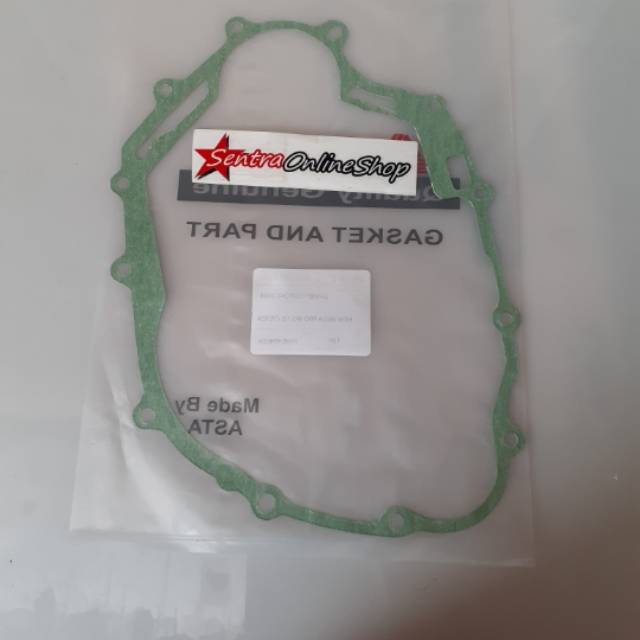 SentraOnlineShop
Quality Genuine
GASKET AND PART
Made By
ASTA